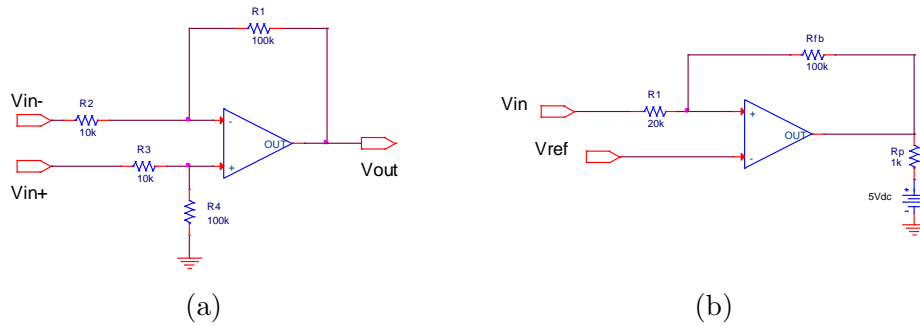 R1
100k
Vin-
R2
10k
-
OUT
+
Vout
R3
10k
Vin+
R4
100k
(a)
Rfb
100k
Vin
R1
20k
+
OUT
-
Vref
Rp
1k
5Vdc
+
-
(b)